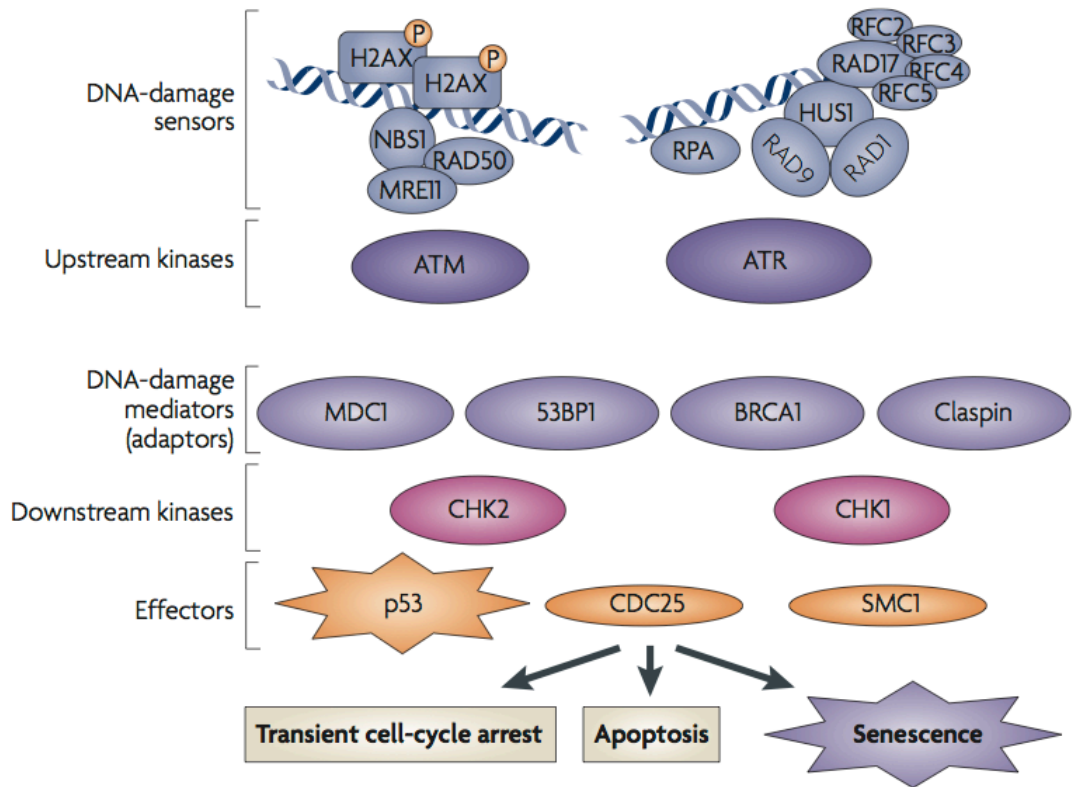 DNA-damage
sensors
H2AX
P
H2AX
P
NBS1
RAD50
MRE11
RPA
RFC2
RFC3
RAD17
RFC4
RFC5
HUS1
RAD9
RAD1
Upstream kinases
ATM
ATR
DNA-damage
mediators
(adaptors)
MDC1
53BP1
BRCA1
Claspin
Downstream kinases
CHK2
CHK1
Effectors
p53
CDC25
SMC1
Transient cell-cycle arrest
Apoptosis
Senescence